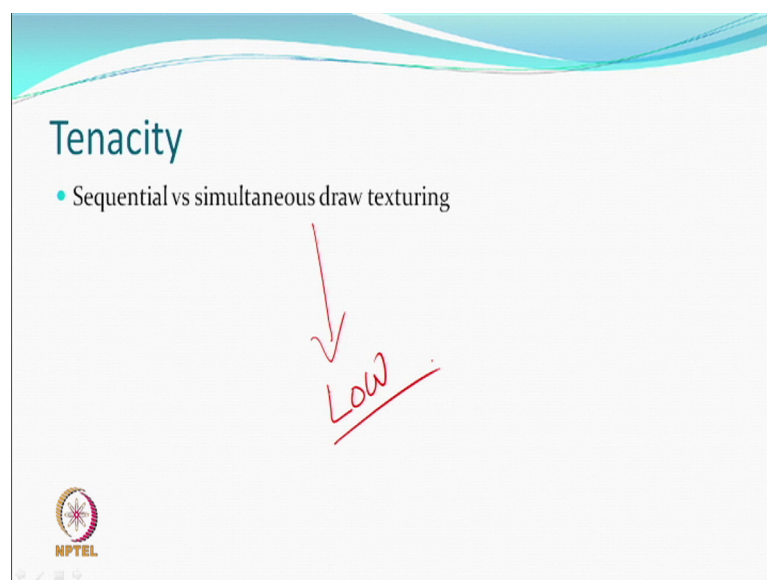 Tenacity
• Sequential vs simultaneous draw texturing
Low
NPTEL